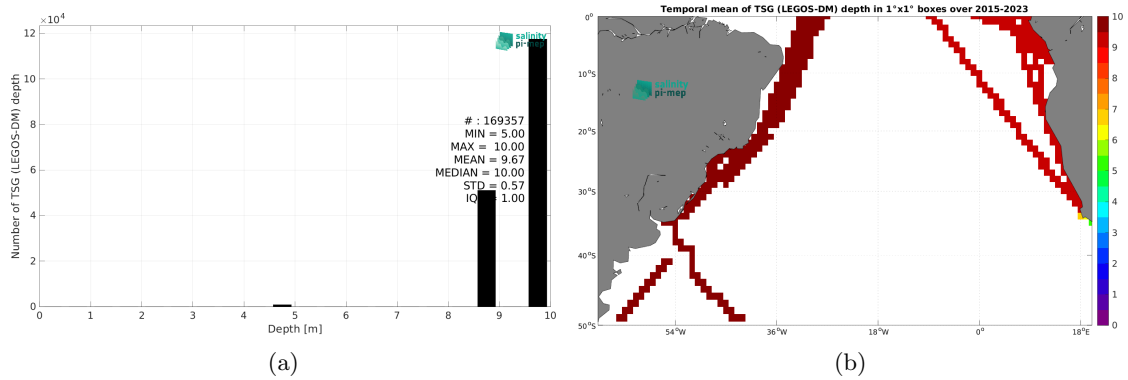 ×10⁴
12
10
8
6
4
2
0
Number of TSG (LEGOS-DM) depth
salinity
pi-mep
# : 169357
MIN = 5.00
MAX = 10.00
MEAN = 9.67
MEDIAN = 10.00
STD = 0.57
= 1.00
0 1 2 3 4 5 6 7 8 9 10
Depth [m]
(a)
Temporal mean of TSG (LEGOS-DM) depth in 1°x1° boxes over 2015-2023
0°
10°S
20°S
30°S
40°S
50°S
salinity
pi-mep
54°W 36°W 18°W 0° 18°E
10
9
8
7
6
5
4
3
2
1
0
(b)